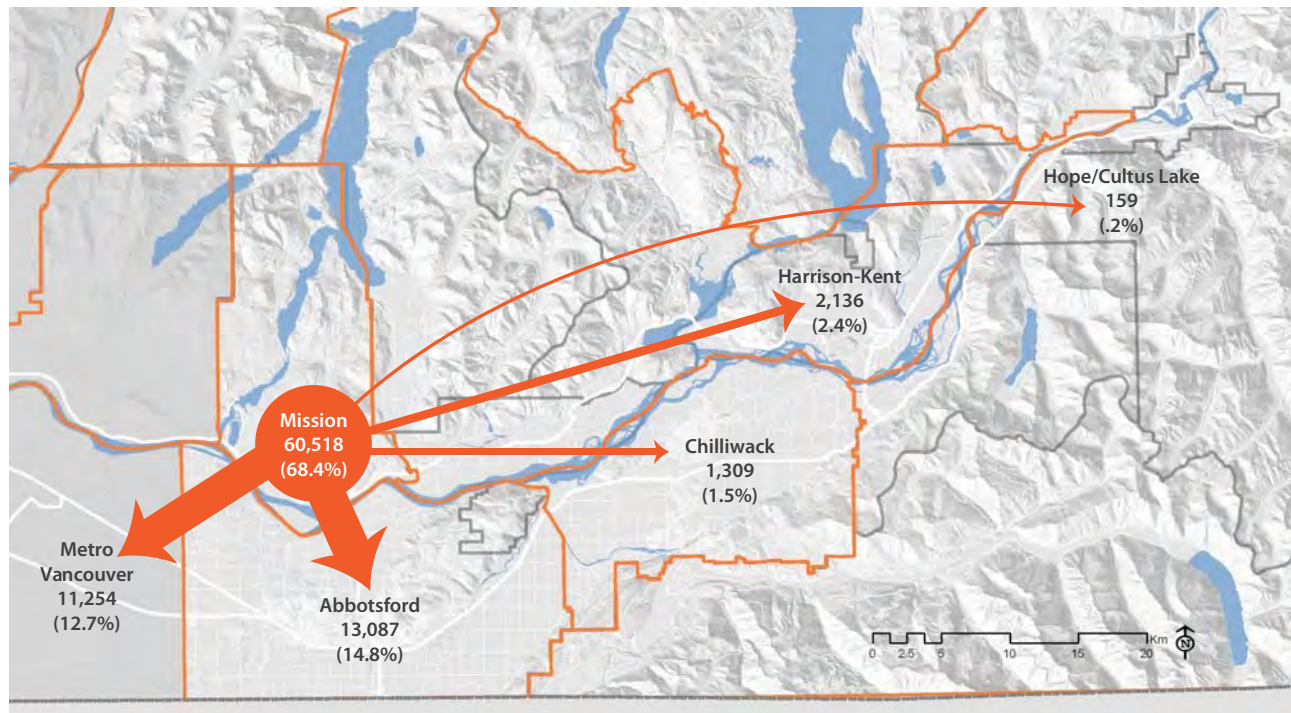 Hope/Cultus Lake
159
(.2%)
Harrison-Kent
2,136
(2.4%)
Mission
60,518
(68.4%)
Chilliwack
1,309
(1.5%)
Metro
Vancouver
11,254
(12.7%)
Abbotsford
13,087
(14.8%)
Km
0 2.5 5 10 15 20
N